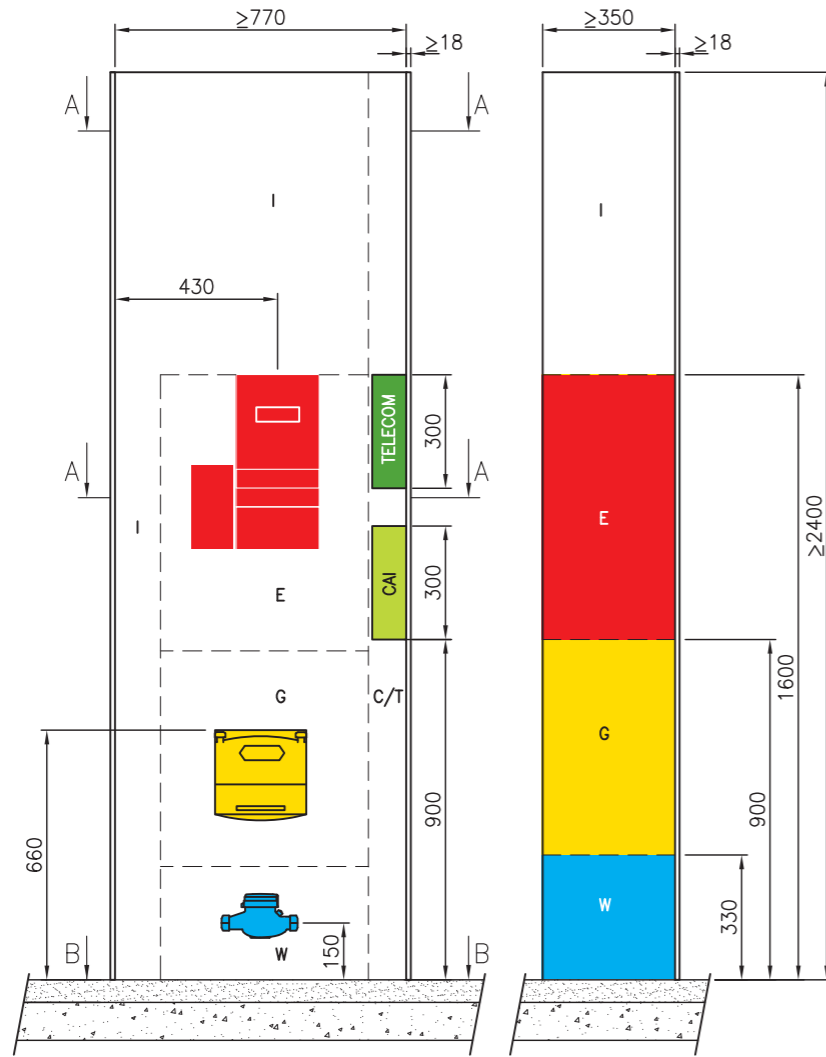 ≥770
≥18
≥350
≥18
A
A
I
I
430
TELECOM
300
A
A
I
E
E
CAI
300
≥2400
1600
G
C/T
G
660
900
900
W
150
W
330
B
B